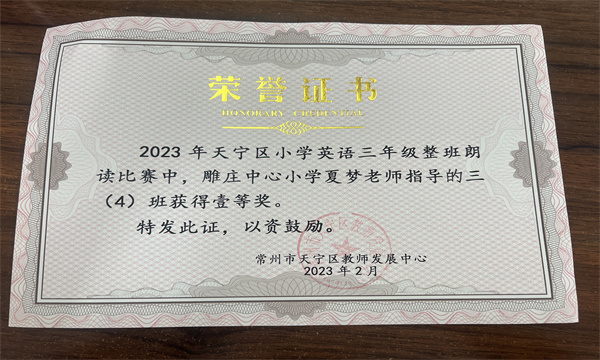 荣誉证书
HONORARY CREDENTIAL
2023 年天宁区小学英语三年级整班朗
读比赛中，雕庄中心小学夏梦老师指导的三
（4）班获得壹等奖。
特发此证，以资鼓励。
常州市天宁区教师发展中心
2023 年 2 月